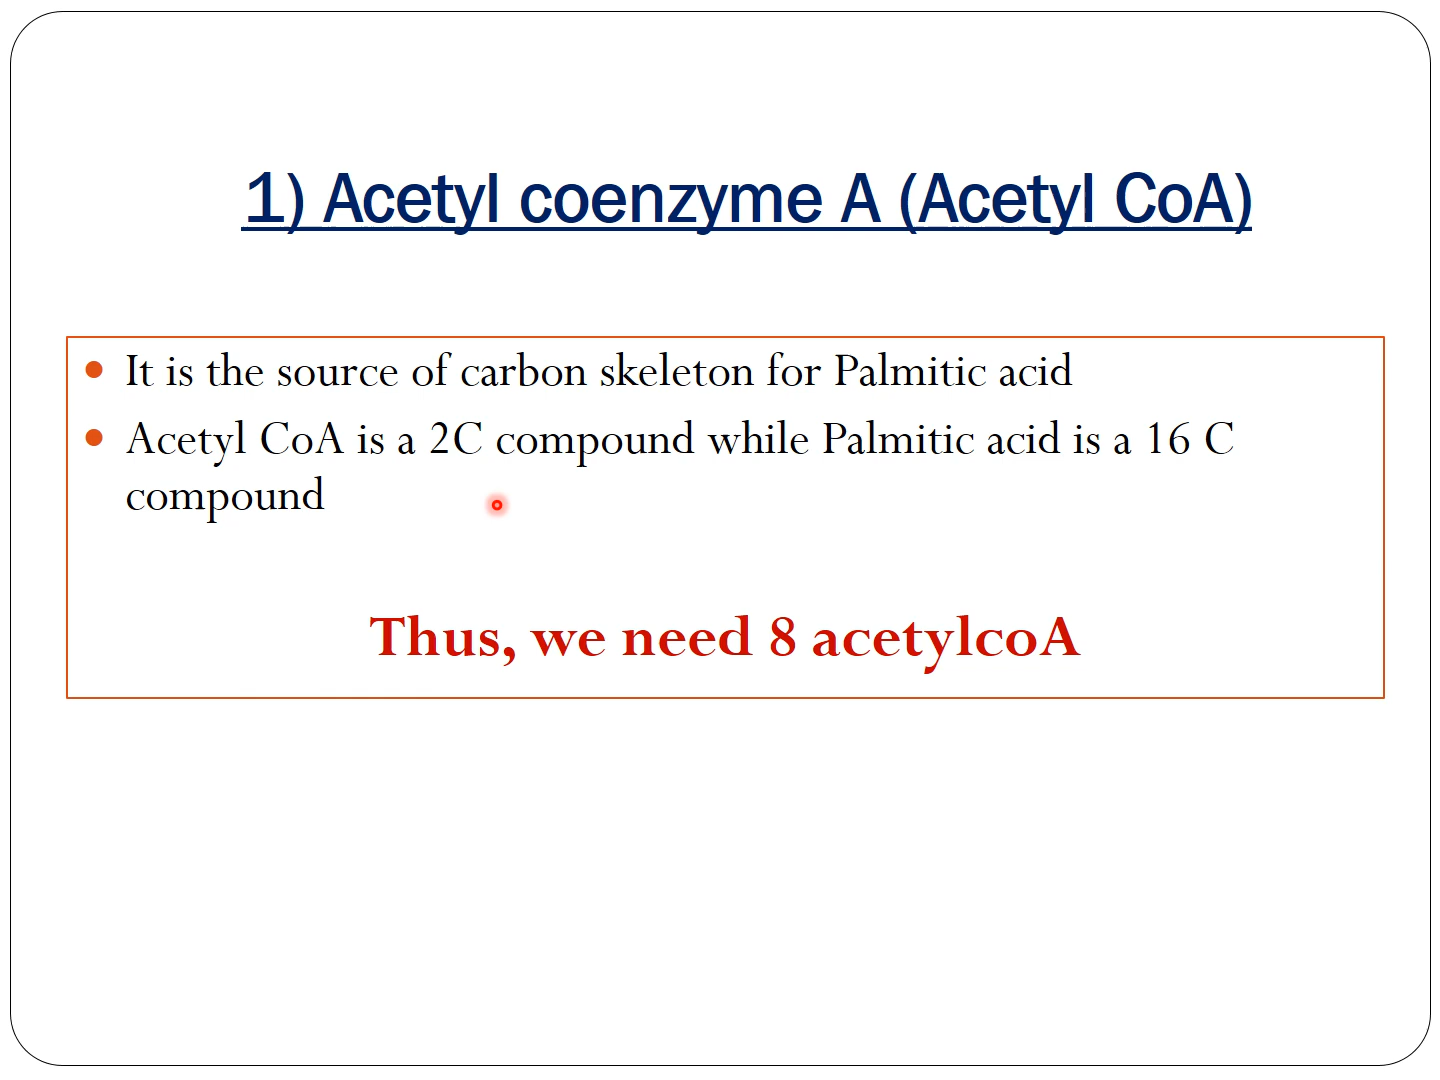 1) Acetyl coenzyme A (Acetyl CoA)
It is the source of carbon skeleton for Palmitic acid
Acetyl CoA is a 2C compound while Palmitic acid is a 16 C
compound
Thus, we need 8 acetylcoA